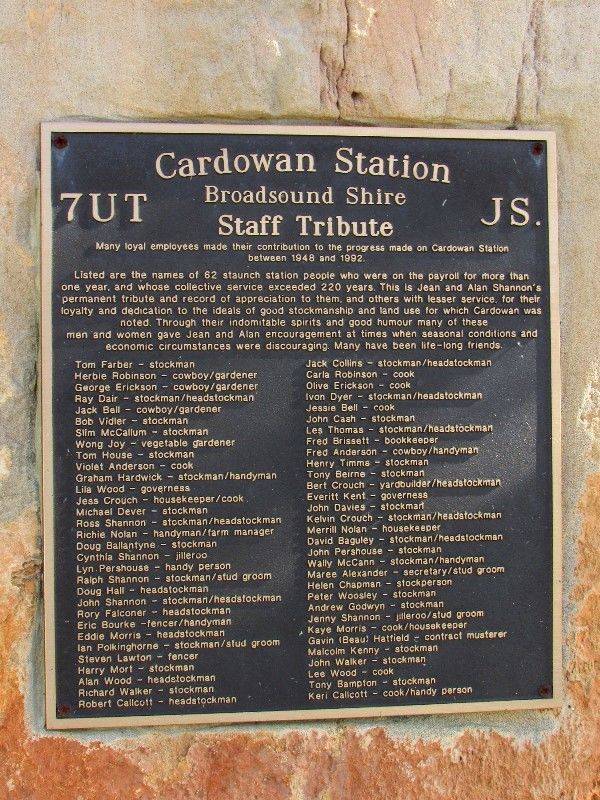 Cardowan Station
7UT
Broadsound Shire
JS.
Staff Tribute
Many loyal employees made their contribution to the progress made on Cardowan Station
between 1948 and 1992.
Listed are the names of 62 staunch station people who were on the payroll for more than
one year, and whose collective service exceeded 220 years. This is Jean and Alan Shannon's
permanent tribute and record of appreciation to them, and others with lesser service, for their
loyalty and dedication to the ideals of good stockmanship and land use for which Cardowan was
noted. Through their indomitable spirits and good humour many of these
men and women gave Jean and Alan encouragement at times when seasonal conditions and
economic circumstances were discouraging. Many have been life-long friends.
Tom Farber - stockman
Herbie Robinson - cowboy/gardener
George Erickson - cowboy/gardener
Ray Dair - stockman/headstockman
Jack Bell - cowboy/gardener
Bob Vidler - stockman
Slim McCallum - stockman
Wong Joy - vegetable gardener
Tom House - stockman
Violet Anderson - cook
Graham Hardwick - stockman/handyman
Lila Wood - governess
Jess Crouch - housekeeper/cook
Michael Dever - stockman
Ross Shannon - stockman/headstockman
Richie Nolan - handyman/farm manager
Doug Ballantyne - stockman
Cynthia Shannon - jilleroo
Lyn Pershouse - handy person
Ralph Shannon - stockman/stud groom
Doug Hall - headstockman
John Shannon - stockman/headstockman
Rory Falconer - headstockman
Eric Bourke -fencer/handyman
Eddie Morris - headstockman
Ian Polkinghorne - stockman/stud groom
Steven Lawton - fencer
Harry Mort - stockman
Alan Wood - headstockman
Richard Walker - stockman
Robert Callcott - headstockman
Jack Collins - stockman/headstockman
Carla Robinson - cook
Olive Erickson - cook
Ivon Dyer - stockman/headstockman
Jessie Bell - cook
John Cash - stockman
Les Thomas - stockman/headstockman
Fred Brissett - bookkeeper
Fred Anderson - cowboy/handyman
Henry Timms - stockman
Tony Beirne - stockman
Bert Crouch - yardbuilder/headstockman
Everitt Kent - governess
John Davies - stockman
Kelvin Crouch - stockman/headstockman
Merrill Nolan - housekeeper
David Baguley - stockman/headstockman
John Pershouse - stockman
Wally McCann - stockman/handyman
Maree Alexander - secretary/stud groom
Helen Chapman - stockperson
Peter Woosley - stockman
Andrew Godwyn - stockman
Jenny Shannon - jilleroo/stud groom
Kaye Morris - cook/housekeeper
Gavin (Beau) Hatfield - contract musterer
Malcolm Kenny - stockman
John Walker - stockman
Lee Wood - cook
Tony Bampton - stockman
Keri Callcott - cook/handy person